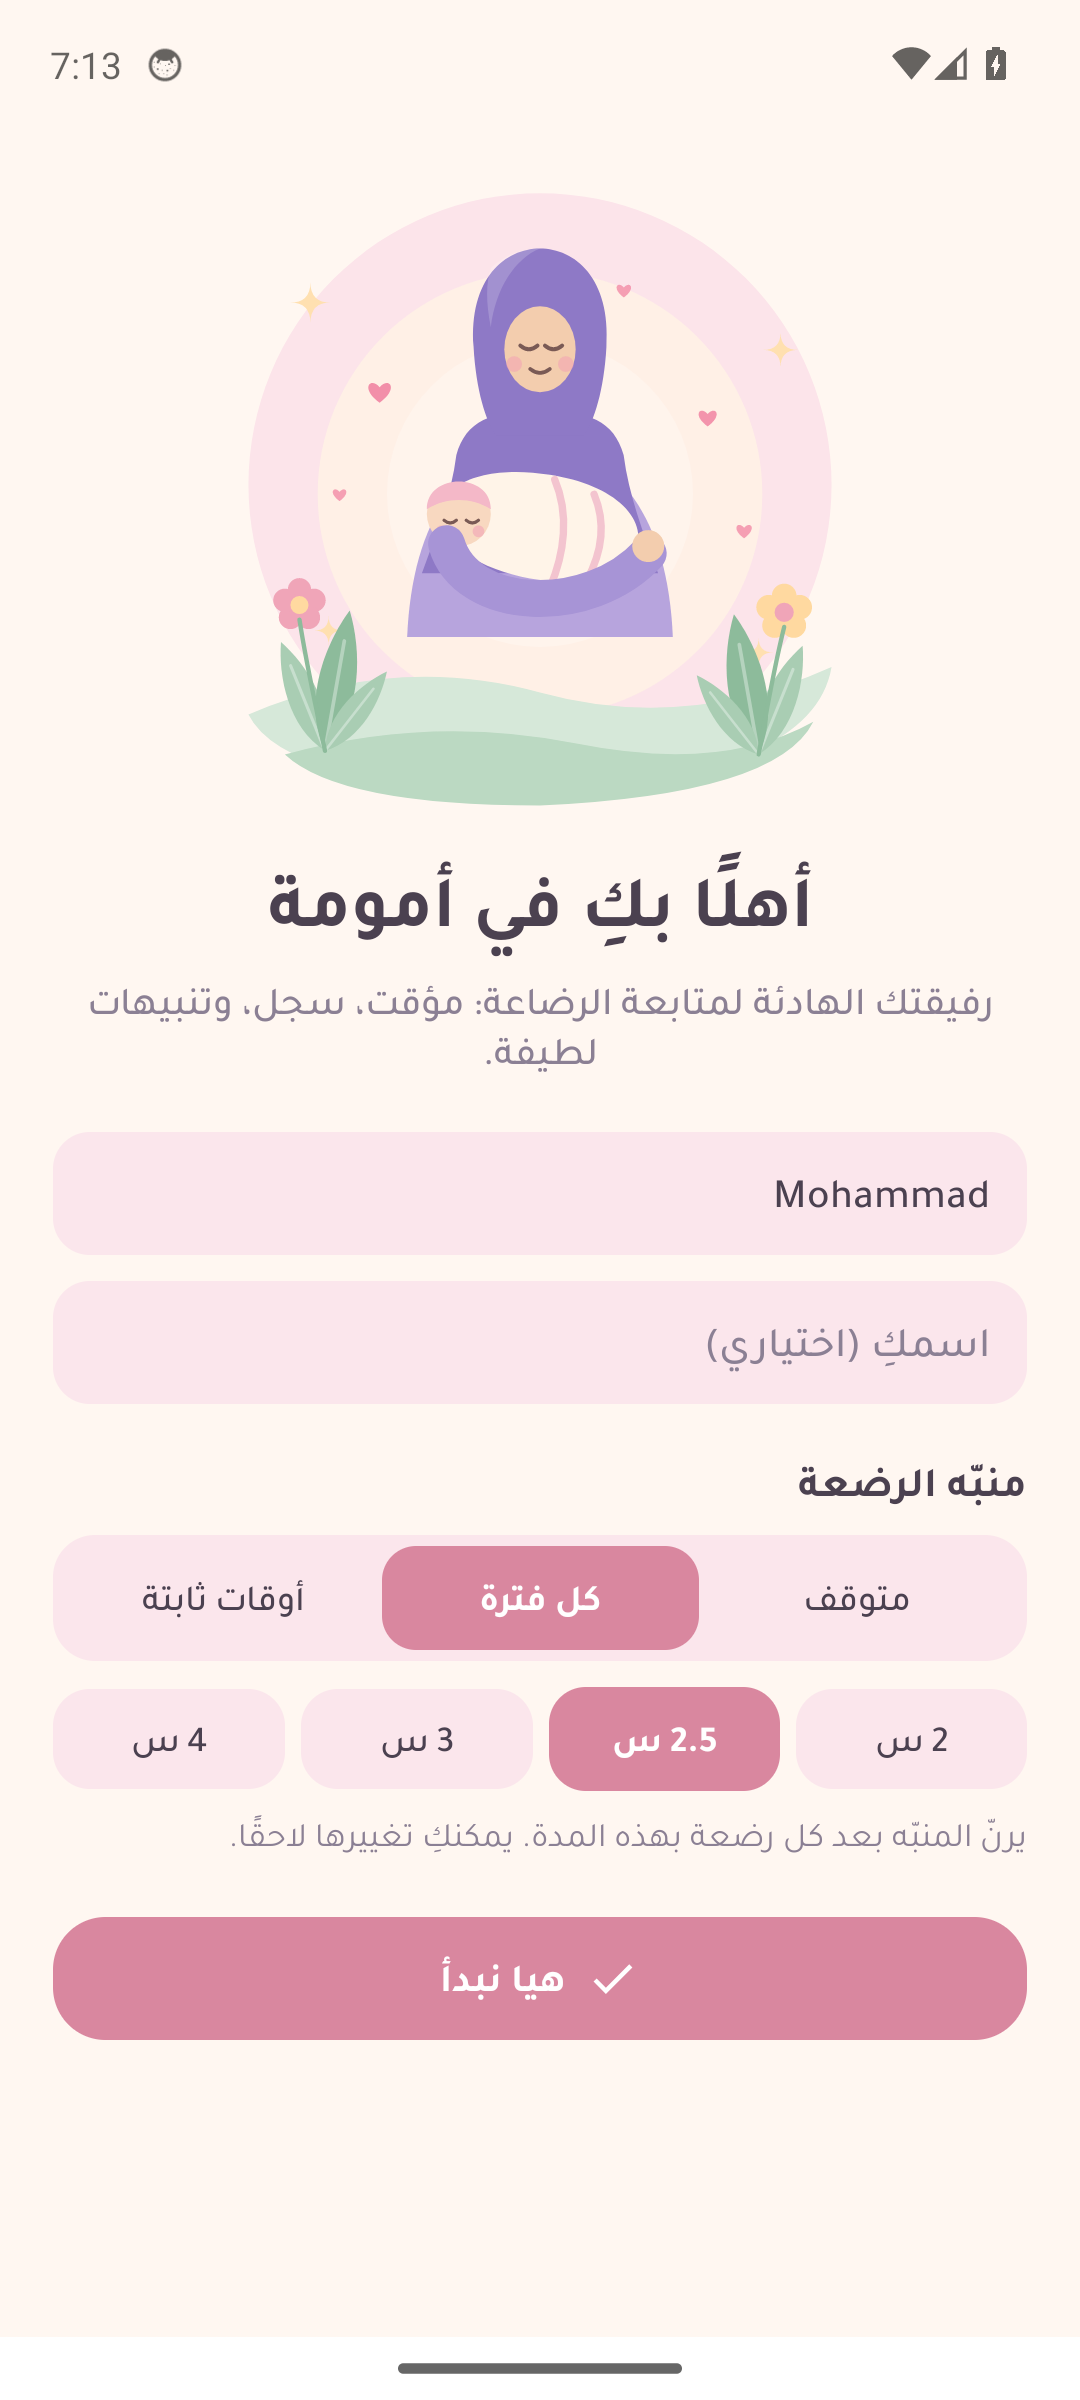 7:13
أهلًا بكِ في أمومة
رفيقتك الهادئة لمتابعة الرضاعة: مؤقت، سجل، وتنبيهات
لطيفة.
Mohammad
اسمكِ (اختياري)
منبّه الرضعة
متوقف كل فترة أوقات ثابتة
2 س 2.5 س 3 س 4 س
يرنّ المنبّه بعد كل رضعة بهذه المدة. يمكنكِ تغييرها لاحقًا.
هيا نبدأ